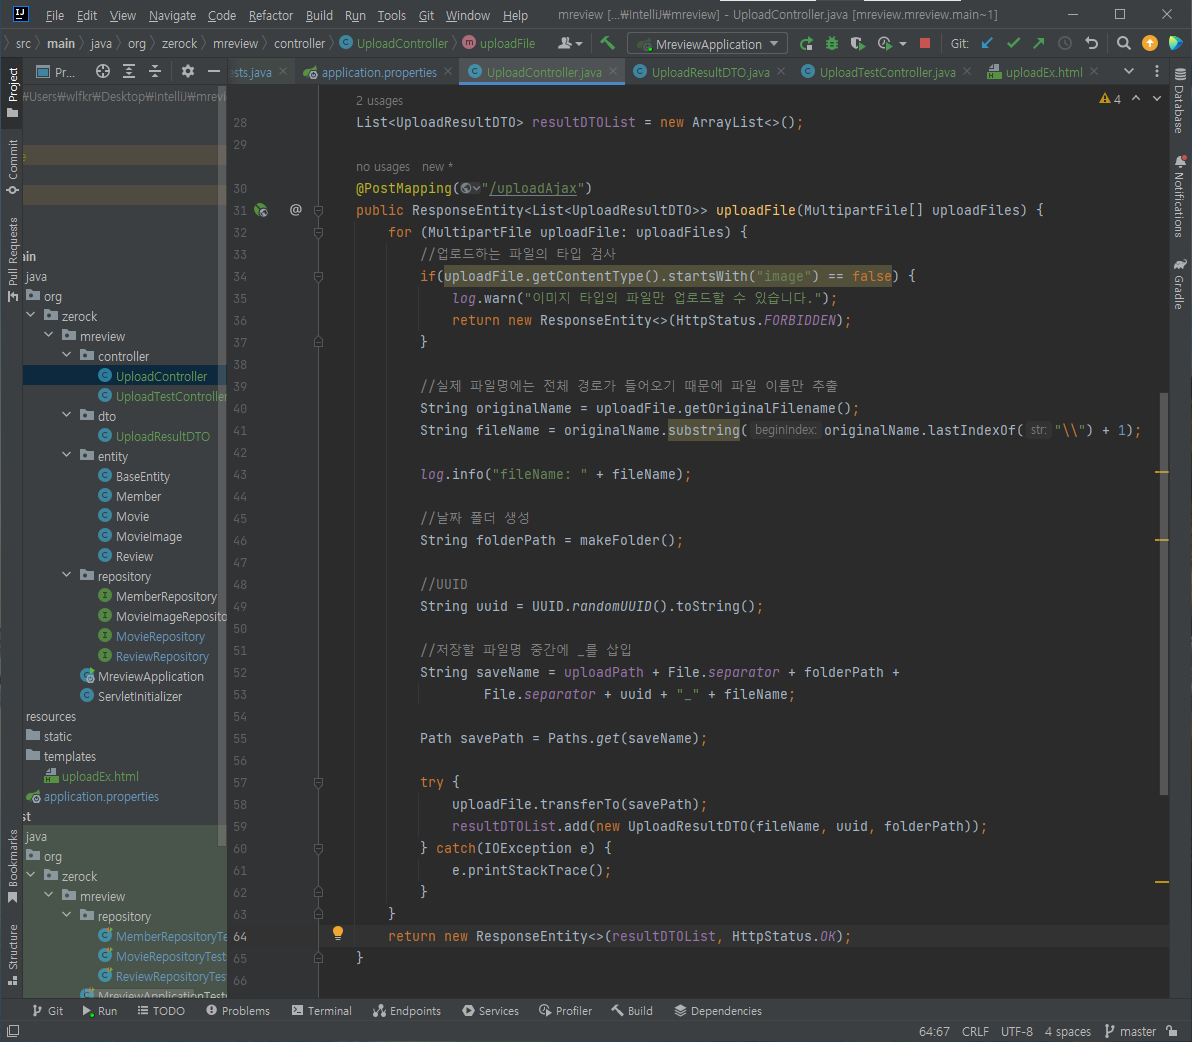 File Edit View Navigate Code Refactor Build Run Tools Git Window Help mreview [...₩IntelliJ₩mreview] - UploadController.java [mreview.mreview.main~1]
src main java org zerock mreview controller UploadController uploadFile MreviewApplication Git:
Project Pr... ests.java application.properties UploadController.java UploadResultDTO.java UploadTestController.java uploadEx.html
₩Users₩wlfkr₩Desktop₩IntelliJ₩mrevi
Commit
Pull Requests
ain
java
org
zerock
mreview
controller
UploadController
UploadTestController
dto
UploadResultDTO
entity
BaseEntity
Member
Movie
MovieImage
Review
repository
MemberRepository
MovieImageReposito
MovieRepository
ReviewRepository
MreviewApplication
ServletInitializer
resources
static
templates
uploadEx.html
application.properties
st
java
org
zerock
mreview
repository
MemberRepositoryTe
MovieRepositoryTest
ReviewRepositoryTes
MreviewApplicationTests
Bookmarks
Structure
2 usages
4
28 List<UploadResultDTO> resultDTOList = new ArrayList<>();
29
no usages new *
30 @PostMapping("/uploadAjax")
31 @ public ResponseEntity<List<UploadResultDTO>> uploadFile(MultipartFile[] uploadFiles) {
32 for (MultipartFile uploadFile: uploadFiles) {
33 //업로드하는 파일의 타입 검사
34 if(uploadFile.getContentType().startsWith("image") == false) {
35 log.warn("이미지 타입의 파일만 업로드할 수 있습니다.");
36 return new ResponseEntity<>(HttpStatus.FORBIDDEN);
37 }
38
39 //실제 파일명에는 전체 경로가 들어오기 때문에 파일 이름만 추출
40 String originalName = uploadFile.getOriginalFilename();
41 String fileName = originalName.substring( beginIndex: originalName.lastIndexOf( str: "\\") + 1);
42
43 log.info("fileName: " + fileName);
44
45 //날짜 폴더 생성
46 String folderPath = makeFolder();
47
48 //UUID
49 String uuid = UUID.randomUUID().toString();
50
51 //저장할 파일명 중간에 _를 삽입
52 String saveName = uploadPath + File.separator + folderPath +
53 File.separator + uuid + "_" + fileName;
54
55 Path savePath = Paths.get(saveName);
56
57 try {
58 uploadFile.transferTo(savePath);
59 resultDTOList.add(new UploadResultDTO(fileName, uuid, folderPath));
60 } catch(IOException e) {
61 e.printStackTrace();
62 }
63 }
64 return new ResponseEntity<>(resultDTOList, HttpStatus.OK);
65 }
66
Database
Notifications
Gradle
Git Run TODO Problems Terminal Endpoints Services Profiler Build Dependencies
64:67 CRLF UTF-8 4 spaces master